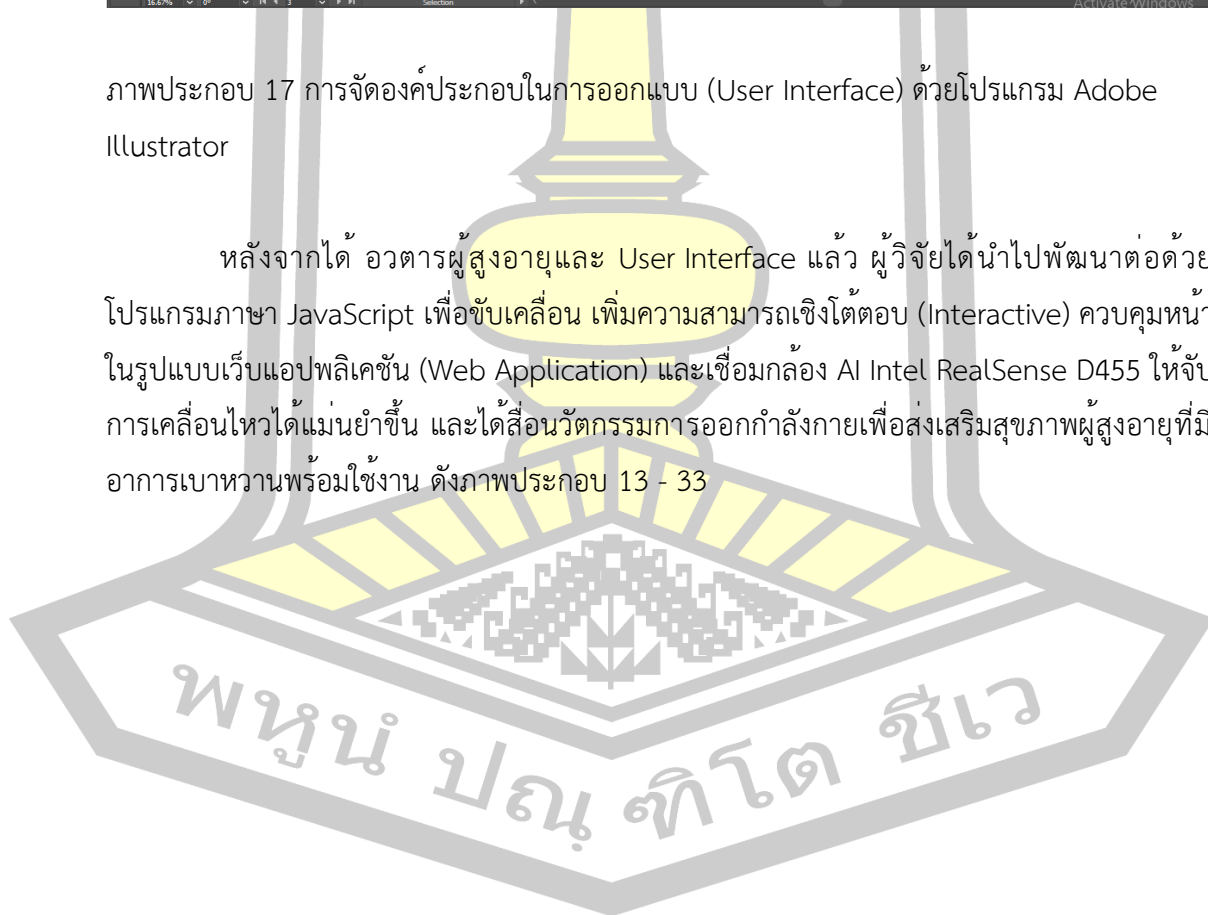 16.67% 0° 3 Selection
Activate Windows
ภาพประกอบ 17 การจัดองค์ประกอบในการออกแบบ (User Interface) ด้วยโปรแกรม Adobe
Illustrator
หลังจากได้ อวตารผู้สูงอายุและ User Interface แล้ว ผู้วิจัยได้นำไปพัฒนาต่อด้วย
โปรแกรมภาษา JavaScript เพื่อขับเคลื่อน เพิ่มความสามารถเชิงโต้ตอบ (Interactive) ควบคุมหน้า
ในรูปแบบเว็บแอปพลิเคชัน (Web Application) และเชื่อมกล้อง AI Intel RealSense D455 ให้จับ
การเคลื่อนไหวได้แม่นยำขึ้น และได้สื่อนวัตกรรมการออกกำลังกายเพื่อส่งเสริมสุขภาพผู้สูงอายุที่มี
อาการเบาหวานพร้อมใช้งาน ดังภาพประกอบ 13 - 33
พหูนํ ปณฺฑิโต ชีเว